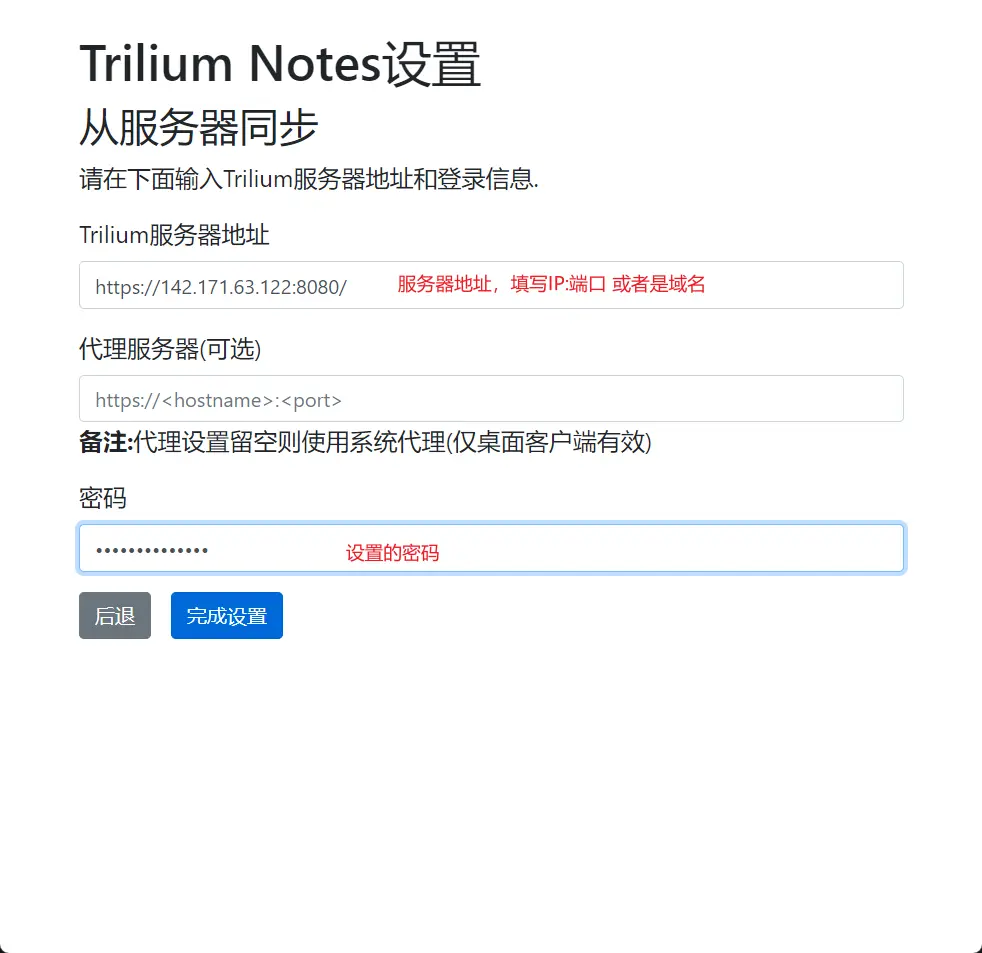 Trilium Notes设置
从服务器同步
请在下面输入Trilium服务器地址和登录信息.
Trilium服务器地址
https://142.171.63.122:8080/ 服务器地址，填写IP:端口 或者是域名
代理服务器(可选)
https://<hostname>:<port>
备注:代理设置留空则使用系统代理(仅桌面客户端有效)
密码
•••••••••••••• 设置的密码
后退 完成设置